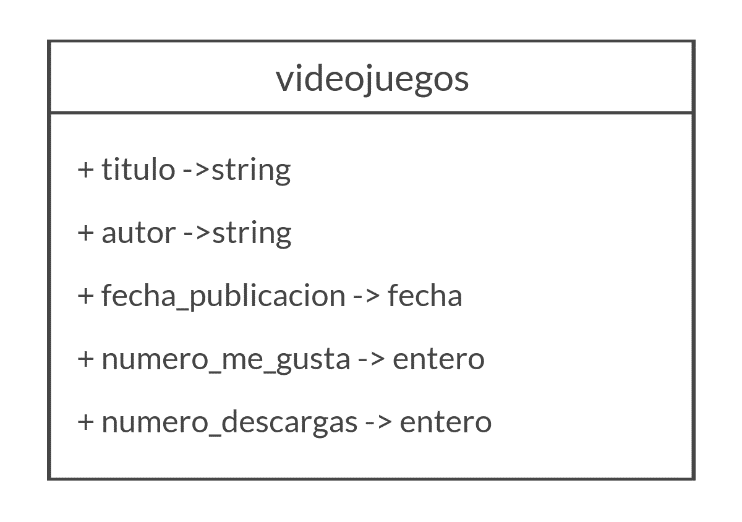 videojuegos
+ titulo ->string
+ autor ->string
+ fecha_publicacion -> fecha
+ numero_me_gusta -> entero
+ numero_descargas -> entero